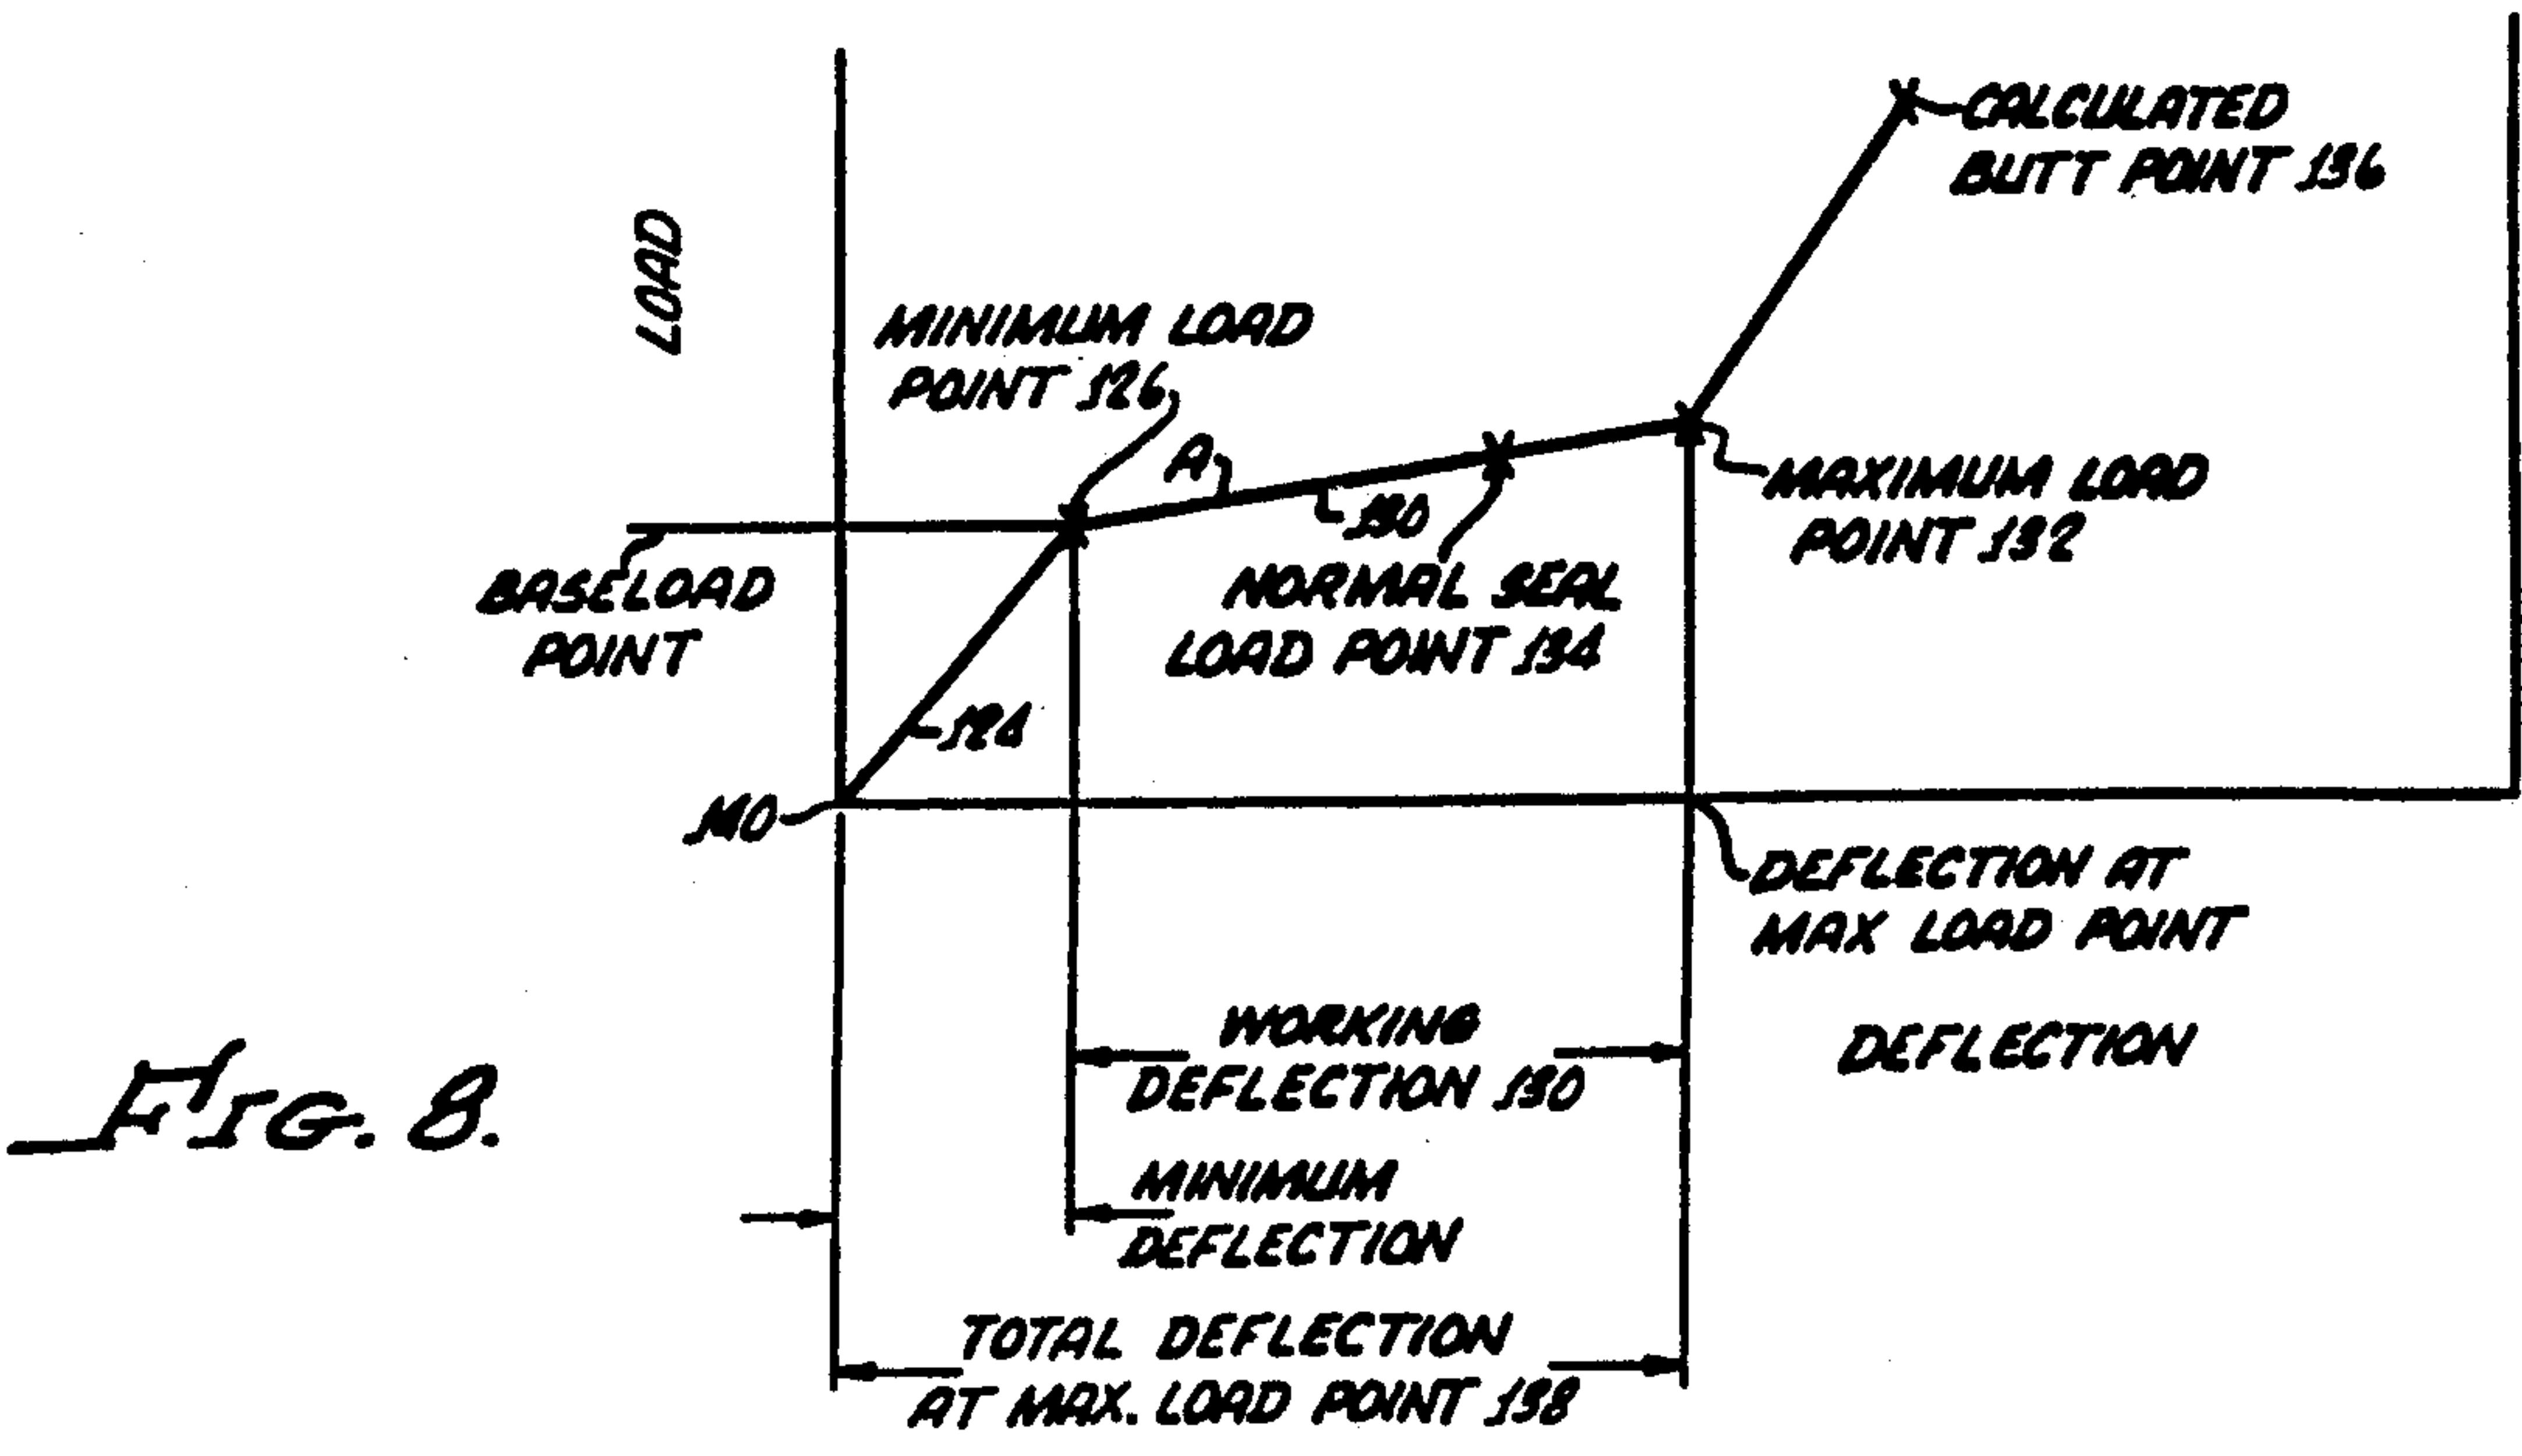 CALCULATED
BUTT POINT 136
LOAD
MINIMUM LOAD
POINT 126
A
130
MAXIMUM LOAD
POINT 132
BASELOAD
POINT
NORMAL SEAL
LOAD POINT 134
124
140
DEFLECTION AT
MAX LOAD POINT
WORKING
DEFLECTION 130
DEFLECTION
FIG. 8.
MINIMUM
DEFLECTION
TOTAL DEFLECTION
AT MAX. LOAD POINT 138